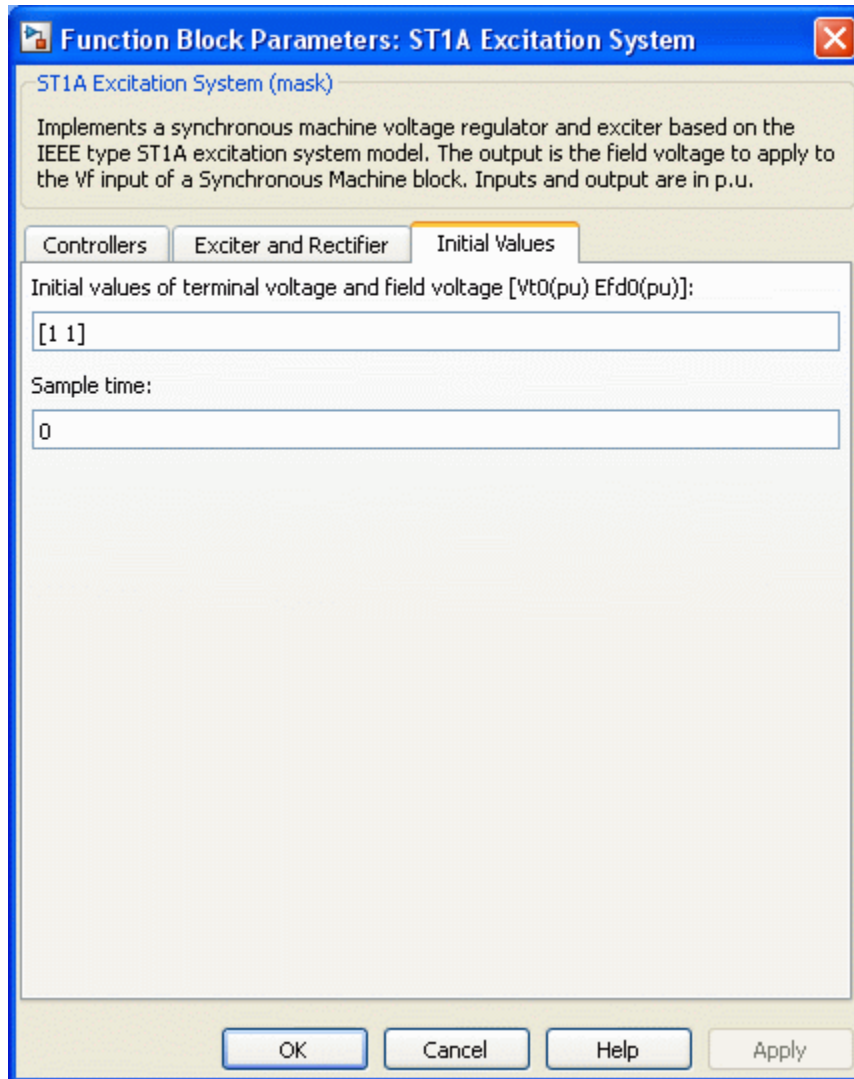 Function Block Parameters: ST1A Excitation System
ST1A Excitation System (mask)
Implements a synchronous machine voltage regulator and exciter based on the
IEEE type ST1A excitation system model. The output is the field voltage to apply to
the Vf input of a Synchronous Machine block. Inputs and output are in p.u.
Controllers Exciter and Rectifier Initial Values
Initial values of terminal voltage and field voltage [Vt0(pu) Efd0(pu)]:
[1 1]
Sample time:
0
OK Cancel Help Apply